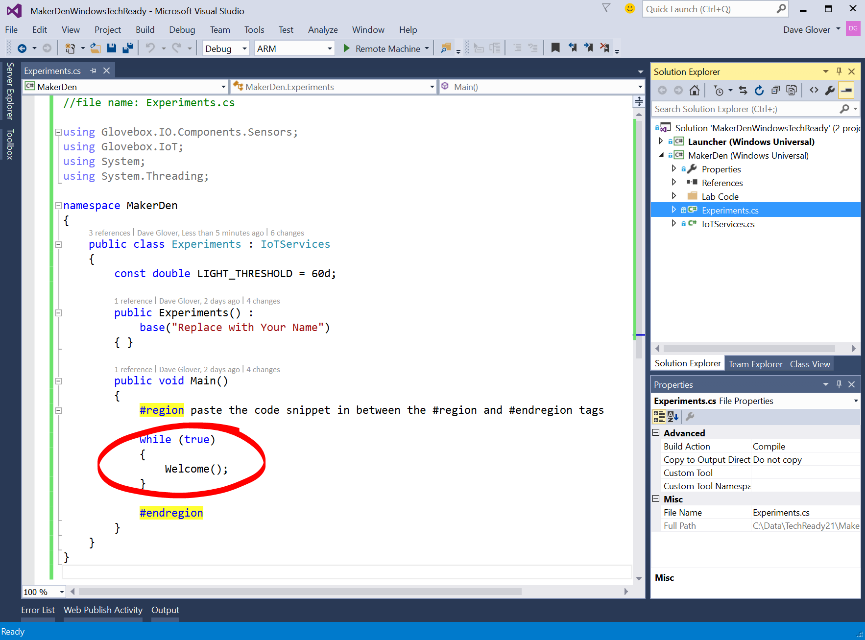 MakerDenWindowsTechReady - Microsoft Visual Studio
Quick Launch (Ctrl+Q)
File Edit View Project Build Debug Team Tools Test Analyze Window Help
Dave Glover DG
Debug ARM Remote Machine
Server Explorer
Toolbox
Experiments.cs
MakerDen MakerDen.Experiments Main()
//file name: Experiments.cs
using Glovebox.IO.Components.Sensors;
using Glovebox.IoT;
using System;
using System.Threading;
namespace MakerDen
{
3 references | Dave Glover, Less than 5 minutes ago | 6 changes
public class Experiments : IoTServices
{
const double LIGHT_THRESHOLD = 60d;
1 reference | Dave Glover, 2 days ago | 4 changes
public Experiments() :
base("Replace with Your Name")
{ }
1 reference | Dave Glover, 2 days ago | 4 changes
public void Main()
{
#region paste the code snippet in between the #region and #endregion tags
while (true)
{
Welcome();
}
#endregion
}
}
}
100 %
Error List Web Publish Activity Output
Ready
Solution Explorer
Search Solution Explorer (Ctrl+;)
Solution 'MakerDenWindowsTechReady' (2 proj
Launcher (Windows Universal)
MakerDen (Windows Universal)
Properties
References
Lab Code
Experiments.cs
IoTServices.cs
Solution Explorer Team Explorer Class View
Properties
Experiments.cs File Properties
Advanced
Build Action Compile
Copy to Output Direct Do not copy
Custom Tool
Custom Tool Namespa
Misc
File Name Experiments.cs
Full Path C:\Data\TechReady21\Make
Misc